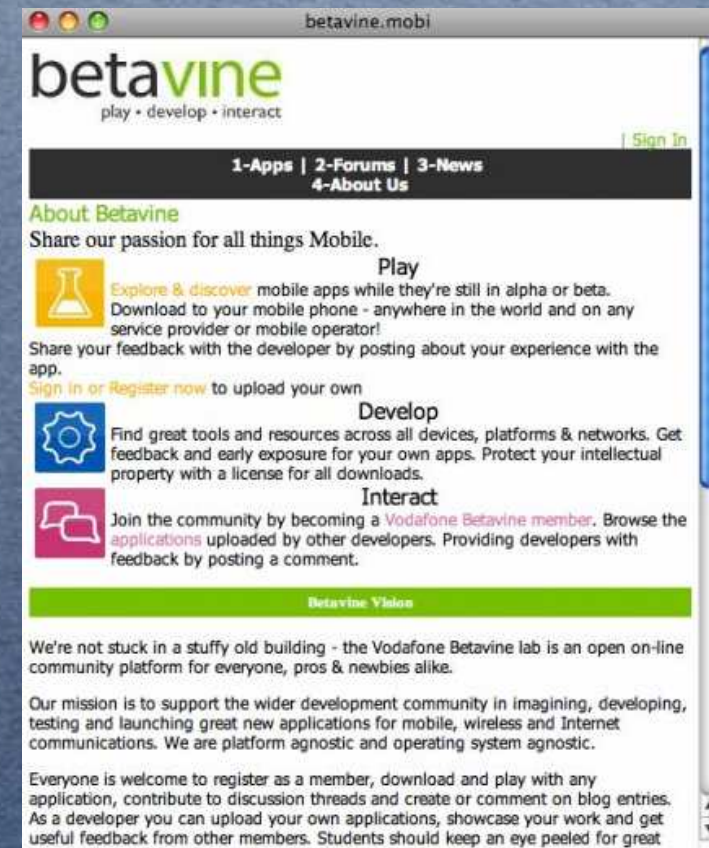 betavine.mobi
betavine
play • develop • interact
| Sign In
1-Apps | 2-Forums | 3-News
4-About Us
About Betavine
Share our passion for all things Mobile.
Play
Explore & discover mobile apps while they're still in alpha or beta.
Download to your mobile phone - anywhere in the world and on any
service provider or mobile operator!
Share your feedback with the developer by posting about your experience with the
app.
Sign in or Register now to upload your own
Develop
Find great tools and resources across all devices, platforms & networks. Get
feedback and early exposure for your own apps. Protect your intellectual
property with a license for all downloads.
Interact
Join the community by becoming a Vodafone Betavine member. Browse the
applications uploaded by other developers. Providing developers with
feedback by posting a comment.
Betavine Vision
We're not stuck in a stuffy old building - the Vodafone Betavine lab is an open on-line
community platform for everyone, pros & newbies alike.
Our mission is to support the wider development community in imagining, developing,
testing and launching great new applications for mobile, wireless and Internet
communications. We are platform agnostic and operating system agnostic.
Everyone is welcome to register as a member, download and play with any
application, contribute to discussion threads and create or comment on blog entries.
As a developer you can upload your own applications, showcase your work and get
useful feedback from other members. Students should keep an eye peeled for great